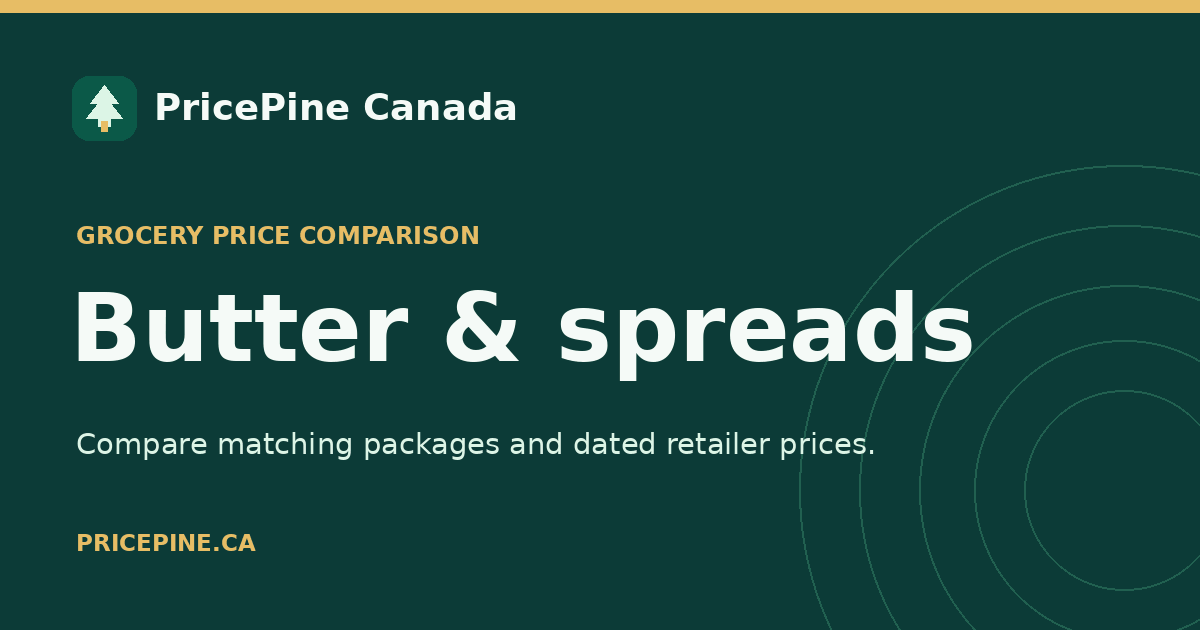 PricePine Canada
GROCERY PRICE COMPARISON
Butter & spreads
Compare matching packages and dated retailer prices.
PRICEPINE.CA